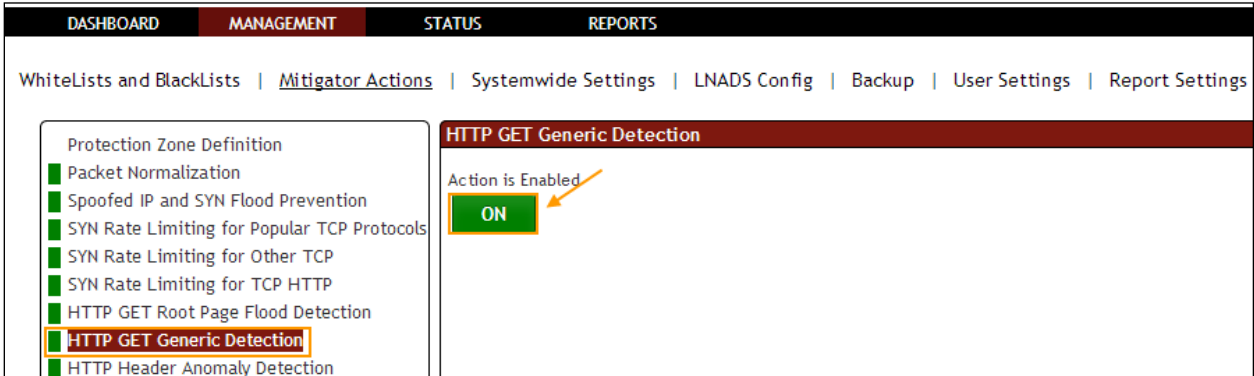 DASHBOARD MANAGEMENT STATUS REPORTS
WhiteLists and BlackLists | Mitigator Actions | Systemwide Settings | LNADS Config | Backup | User Settings | Report Settings
Protection Zone Definition
Packet Normalization
Spoofed IP and SYN Flood Prevention
SYN Rate Limiting for Popular TCP Protocols
SYN Rate Limiting for Other TCP
SYN Rate Limiting for TCP HTTP
HTTP GET Root Page Flood Detection
HTTP GET Generic Detection
HTTP Header Anomaly Detection
HTTP GET Generic Detection
Action is Enabled
ON